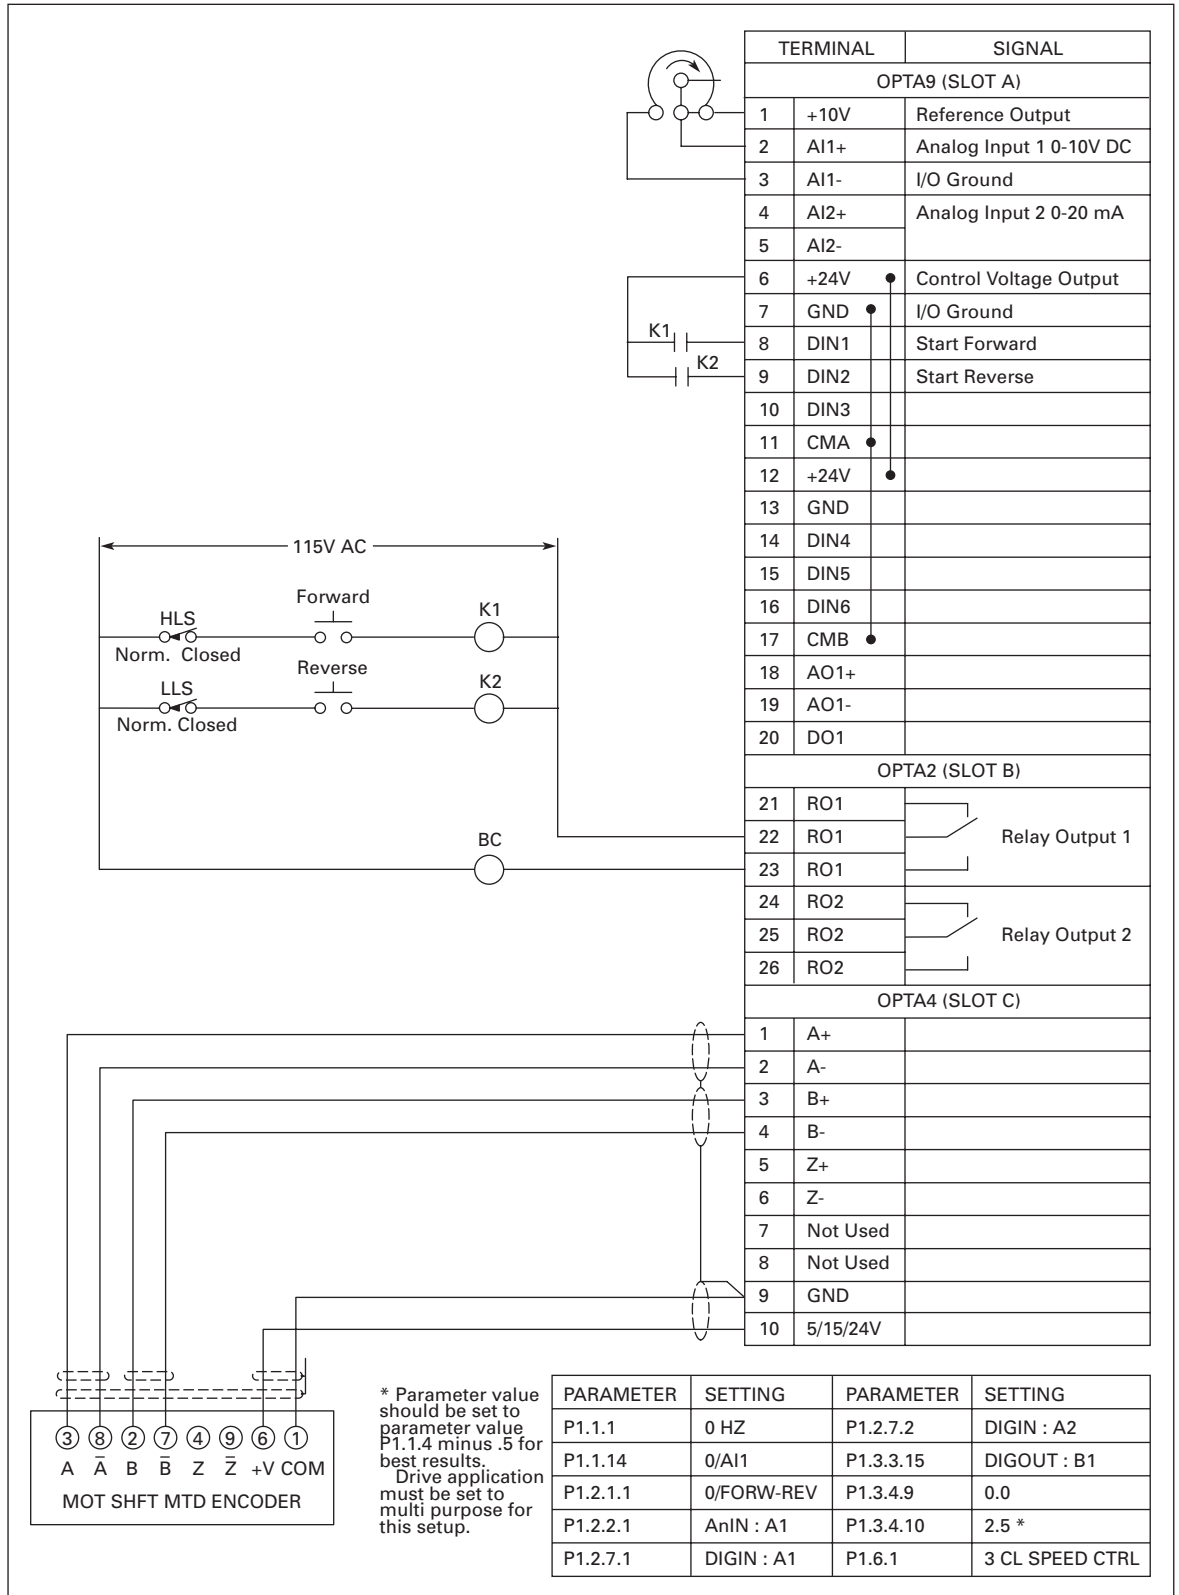 TERMINAL SIGNAL
OPTA9 (SLOT A)
1 +10V Reference Output
2 AI1+ Analog Input 1 0-10V DC
3 AI1- I/O Ground
4 AI2+ Analog Input 2 0-20 mA
5 AI2-
6 +24V Control Voltage Output
7 GND I/O Ground
K1
8 DIN1 Start Forward
K2
9 DIN2 Start Reverse
10 DIN3
11 CMA
12 +24V
13 GND
14 DIN4
15 DIN5
16 DIN6
17 CMB
18 AO1+
19 AO1-
20 DO1
115V AC
HLS Forward K1
Norm. Closed
LLS Reverse K2
Norm. Closed
BC
OPTA2 (SLOT B)
21 RO1
22 RO1 Relay Output 1
23 RO1
24 RO2
25 RO2 Relay Output 2
26 RO2
OPTA4 (SLOT C)
1 A+
2 A-
3 B+
4 B-
5 Z+
6 Z-
7 Not Used
8 Not Used
9 GND
10 5/15/24V
3 8 2 7 4 9 6 1
A A̅ B B̅ Z Z̅ +V COM
MOT SHFT MTD ENCODER
* Parameter value
should be set to
parameter value
P1.1.4 minus .5 for
best results.
Drive application
must be set to
multi purpose for
this setup.
PARAMETER SETTING PARAMETER SETTING
P1.1.1 0 HZ P1.2.7.2 DIGIN : A2
P1.1.14 0/AI1 P1.3.3.15 DIGOUT : B1
P1.2.1.1 0/FORW-REV P1.3.4.9 0.0
P1.2.2.1 AnIN : A1 P1.3.4.10 2.5 *
P1.2.7.1 DIGIN : A1 P1.6.1 3 CL SPEED CTRL